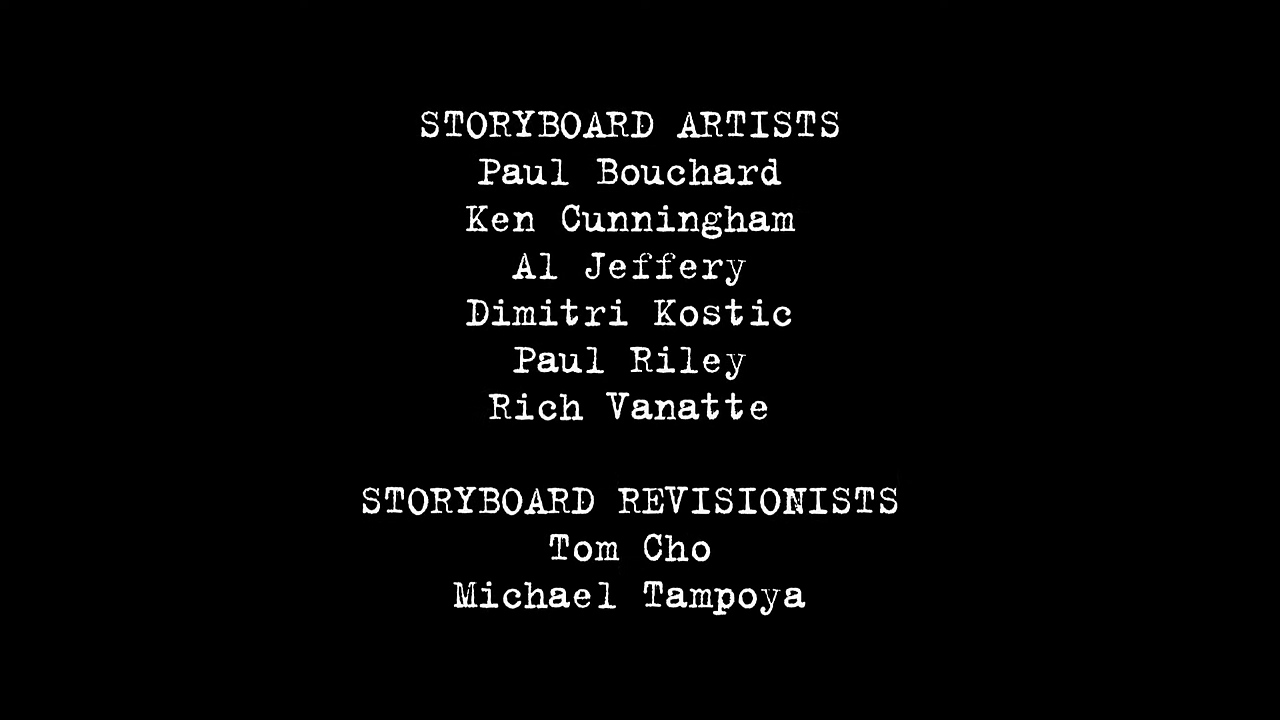 STORYBOARD ARTISTS
Paul Bouchard
Ken Cunningham
Al Jeffery
Dimitri Kostic
Paul Riley
Rich Vanatte
STORYBOARD REVISIONISTS
Tom Cho
Michael Tampoya